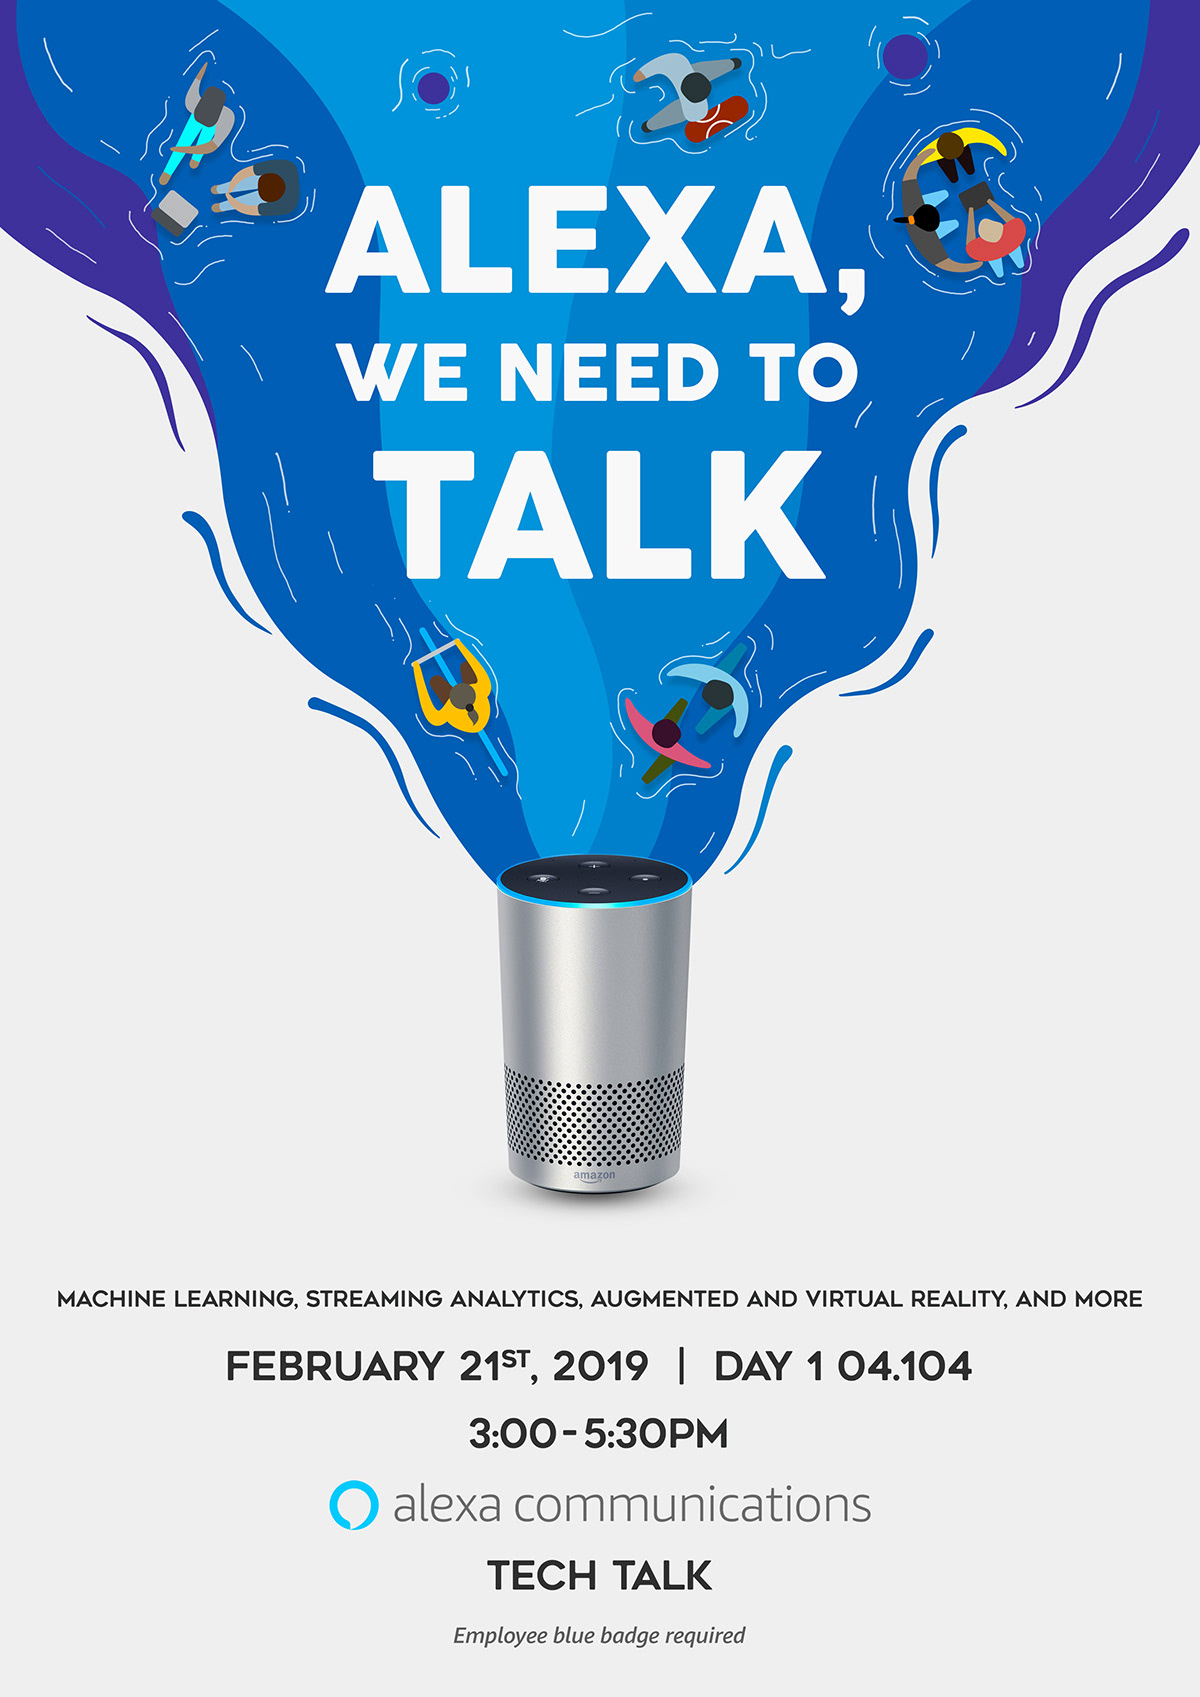 ALEXA,
WE NEED TO
TALK
amazon
MACHINE LEARNING, STREAMING ANALYTICS, AUGMENTED AND VIRTUAL REALITY, AND MORE
FEBRUARY 21ST, 2019 | DAY 1 04.104
3:00-5:30PM
alexa communications
TECH TALK
Employee blue badge required